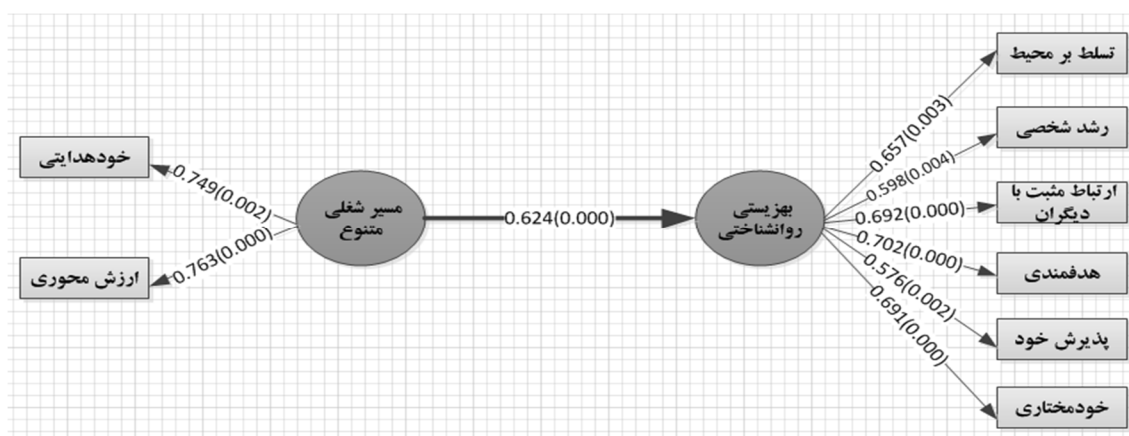 تسلط بر محیط
رشد شخصی
ارتباط مثبت با
دیگران
هدفمندی
پذیرش خود
خودمختاری
0.657(0.003)
0.598(0.004)
0.692(0.000)
0.702(0.000)
0.576(0.002)
0.691(0.000)
بهزیستی
روانشناختی
0.624(0.000)
مسیر شغلی
متنوع
0.749(0.002)
0.763(0.000)
خودهدایتی
ارزش محوری